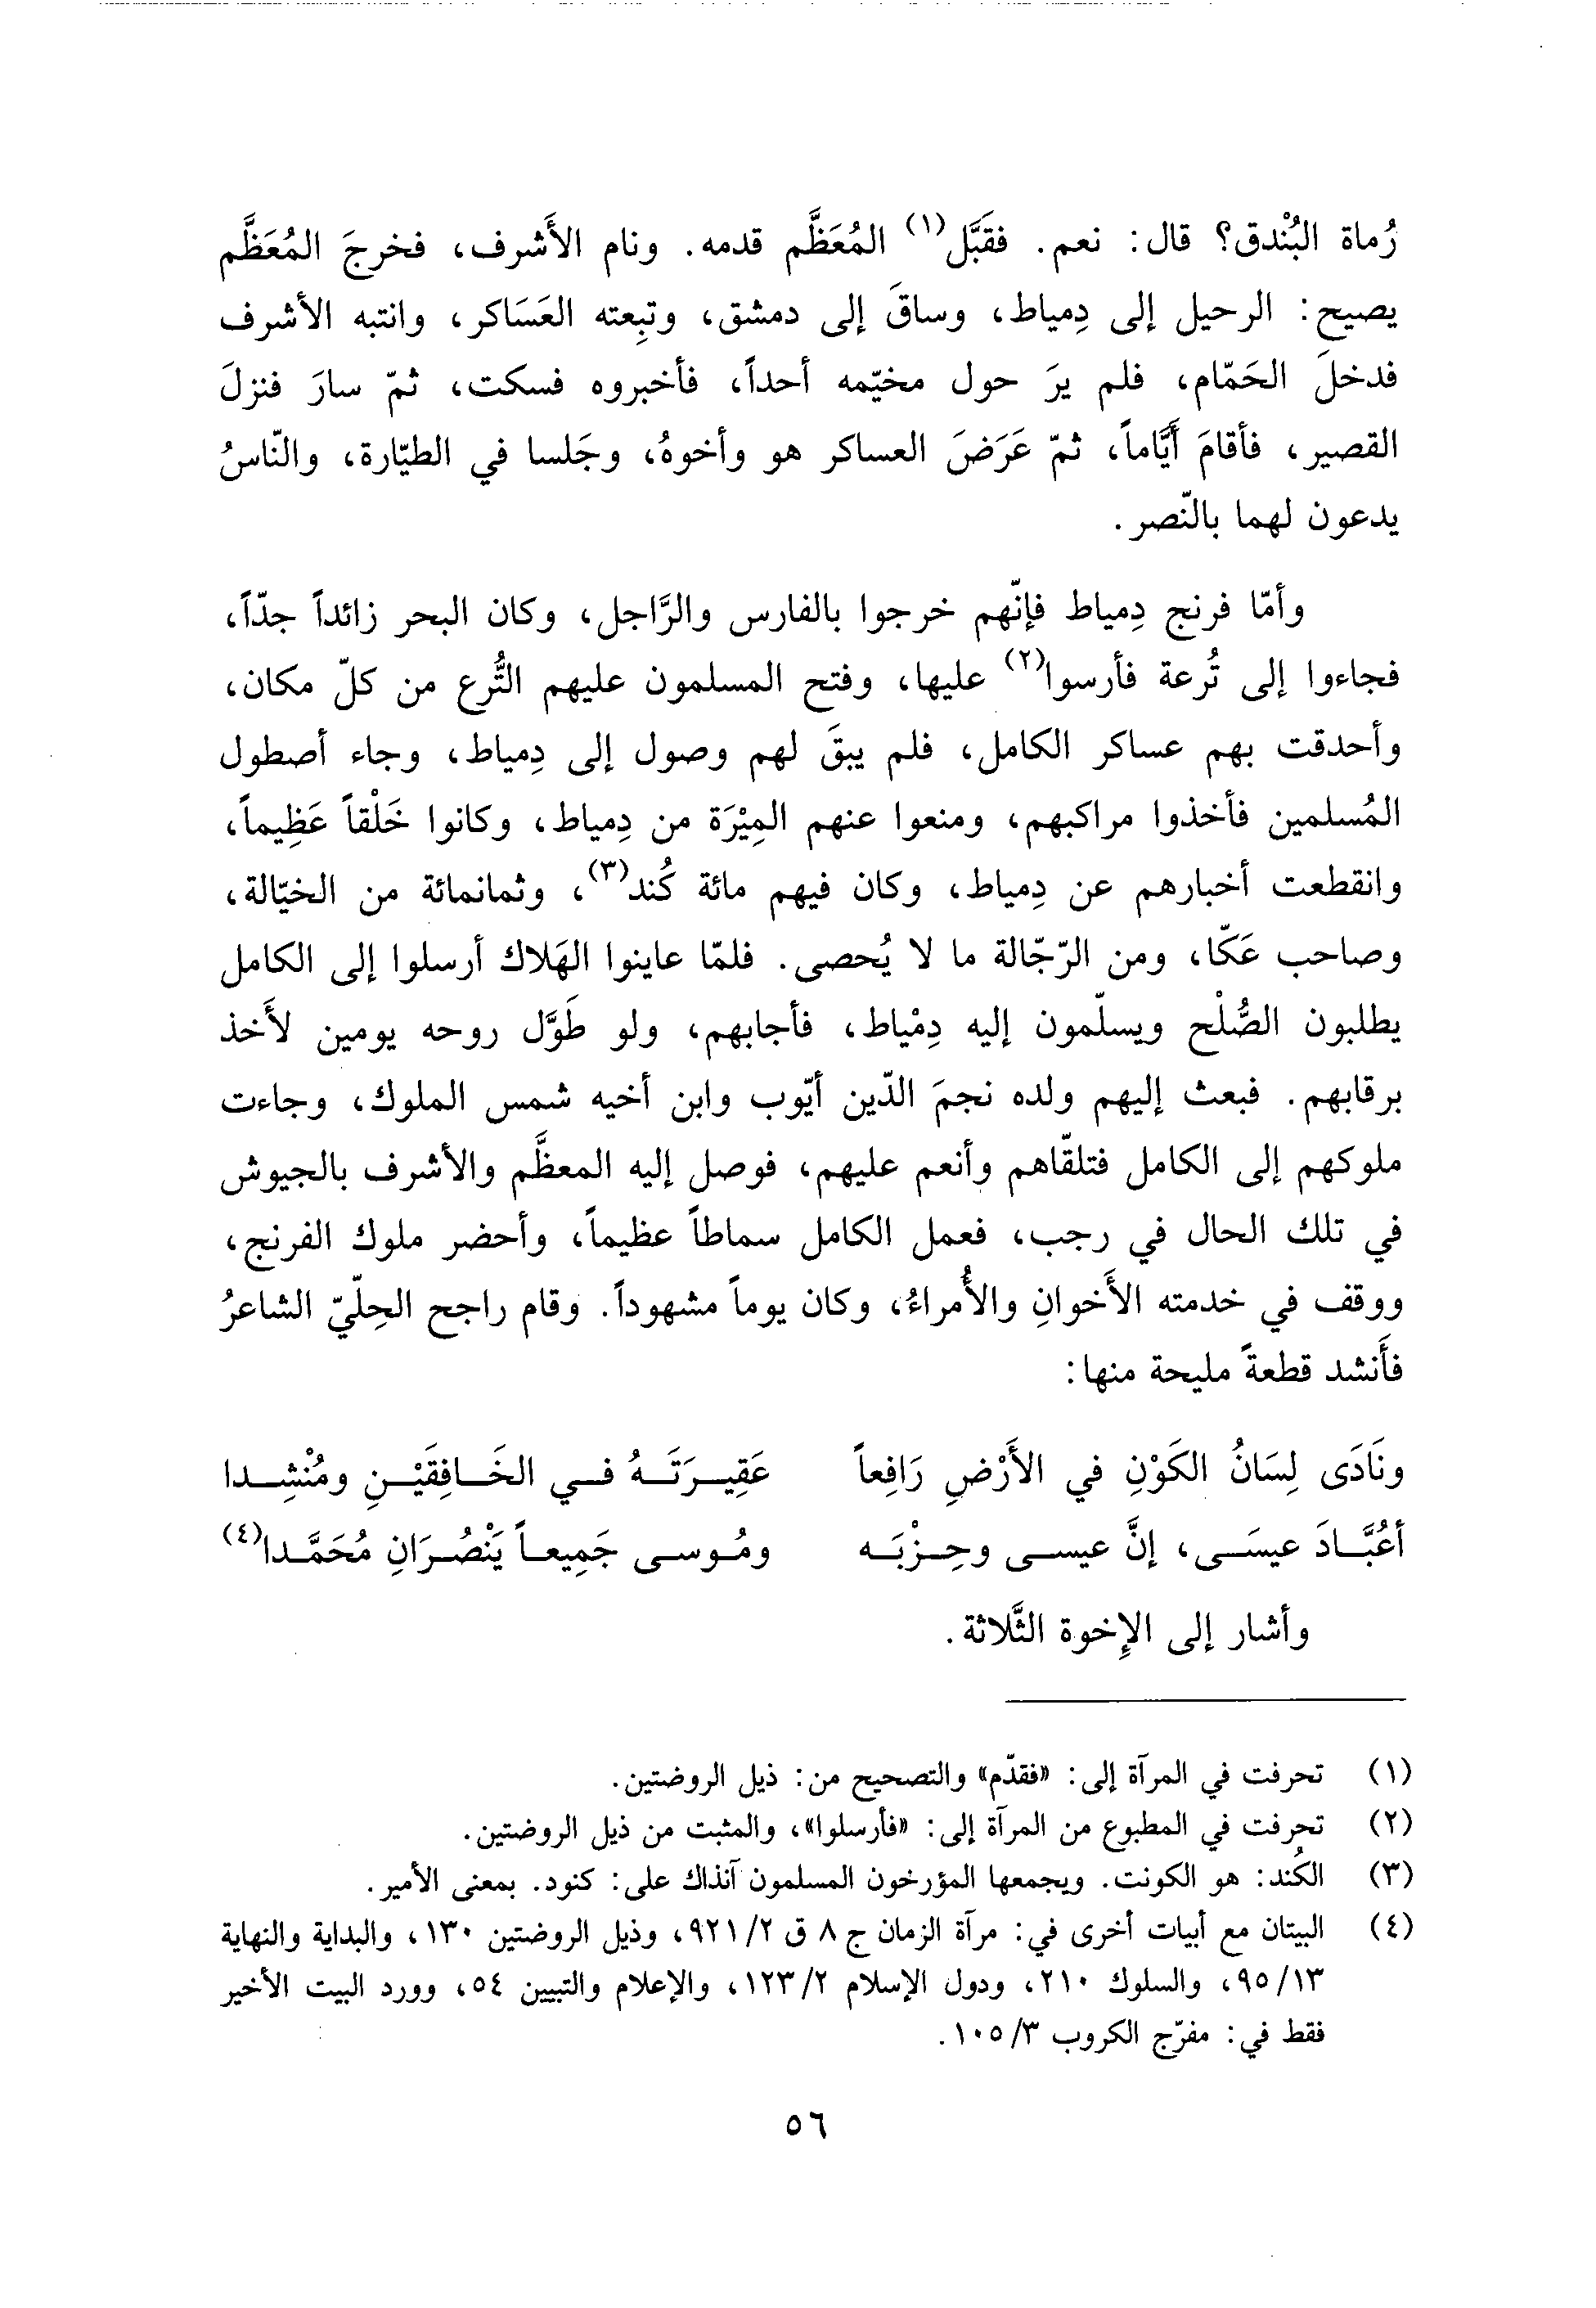 رُماة البُنْدق؟ قال: نعم. فقَبَّل(١) المُعَظَّم قدمه. ونام الأَشرف، فخرجَ المُعَظَّم
يصيح: الرحيل إلى دِمياط، وساقَ إلى دمشق، وتبِعته العَسَاكر، وانتبه الأشرف
فدخلَ الحَمّام، فلم يرَ حول مخيّمه أحداً، فأخبروه فسكت، ثمّ سارَ فنزلَ
القصير، فأقامَ أَيَّاماً، ثمّ عَرَضَ العساكر هو وأخوهُ، وجَلسا في الطيّارة، والنّاسُ
يدعون لهما بالنّصر.
وأمّا فرنج دِمياط فإنّهم خرجوا بالفارس والرَّاجل، وكان البحر زائداً جدّاً،
فجاءوا إلى تُرعة فأرسوا(٢) عليها، وفتح المسلمون عليهم التُّرع من كلّ مكان،
وأحدقت بهم عساكر الكامل، فلم يبقَ لهم وصول إلى دِمياط، وجاء أصطول
المُسلمين فأخذوا مراكبهم، ومنعوا عنهم المِيْرَة من دِمياط، وكانوا خَلْقاً عَظِيماً،
وانقطعت أخبارهم عن دِمياط، وكان فيهم مائة كُند(٣)، وثمانمائة من الخيّالة،
وصاحب عَكّا، ومن الرّجّالة ما لا يُحصى. فلمّا عاينوا الهَلاك أرسلوا إلى الكامل
يطلبون الصُّلْح ويسلّمون إليه دِمْياط، فأجابهم، ولو طَوَّل روحه يومين لأَخذ
برقابهم. فبعث إليهم ولده نجمَ الدّين أيّوب وابن أخيه شمس الملوك، وجاءت
ملوكهم إلى الكامل فتلقّاهم وأنعم عليهم، فوصل إليه المعظَّم والأشرف بالجيوش
في تلك الحال في رجب، فعمل الكامل سماطاً عظيماً، وأحضر ملوك الفرنج،
ووقف في خدمته الأَخوانِ والأُمراءُ، وكان يوماً مشهوداً. وقام راجح الحِلّيّ الشاعرُ
فأَنشد قطعةً مليحة منها:
ونَادَى لِسَانُ الكَوْنِ في الأَرْضِ رَافِعاً عَقِيرَتَهُ في الخَافِقَيْنِ ومُنْشِدا
أعُبَّادَ عيسَى، إنَّ عيسى وحِزْبَه ومُوسى جَمِيعاً يَنْصُرَانِ مُحَمَّدا(٤)
وأشار إلى الإِخوة الثَّلاثة.
(١) تحرفت في المرآة إلى: «فقدّم» والتصحيح من: ذيل الروضتين.
(٢) تحرفت في المطبوع من المرآة إلى: «فأرسلوا»، والمثبت من ذيل الروضتين.
(٣) الكُند: هو الكونت. ويجمعها المؤرخون المسلمون آنذاك على: كنود. بمعنى الأمير.
(٤) البيتان مع أبيات أخرى في: مرآة الزمان ج ٨ ق ٢/ ٩٢١، وذيل الروضتين ١٣٠، والبداية والنهاية
١٣/ ٩٥، والسلوك ٢١٠، ودول الإسلام ٢/ ١٢٣، والإعلام والتبيين ٥٤، وورد البيت الأخير
فقط في: مفرّج الكروب ٣/ ١٠٥.
٥٦